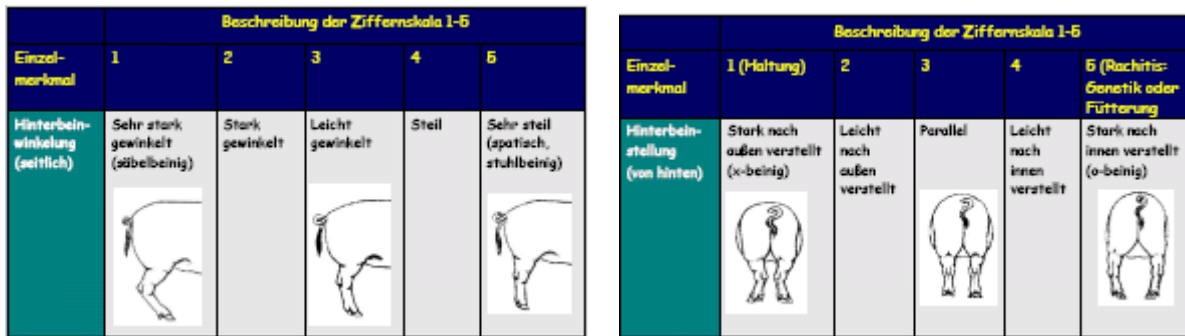 Beschreibung der Ziffernskala 1-5
Einzel-
merkmal
1
2
3
4
5
Hinterbein-
winkelung
(seitlich)
Sehr stark
gewinkelt
(säbelbeinig)
Stark
gewinkelt
Leicht
gewinkelt
Steil
Sehr steil
(spatisch,
stuhlbeinig)
Beschreibung der Ziffernskala 1-5
Einzel-
merkmal
1 (Haltung)
2
3
4
5 (Rachitis:
Genetik oder
Fütterung
Hinterbein-
stellung
(von hinten)
Stark nach
außen verstellt
(x-beinig)
Leicht
nach
außen
verstellt
Parallel
Leicht
nach
innen
verstellt
Stark nach
innen verstellt
(o-beinig)